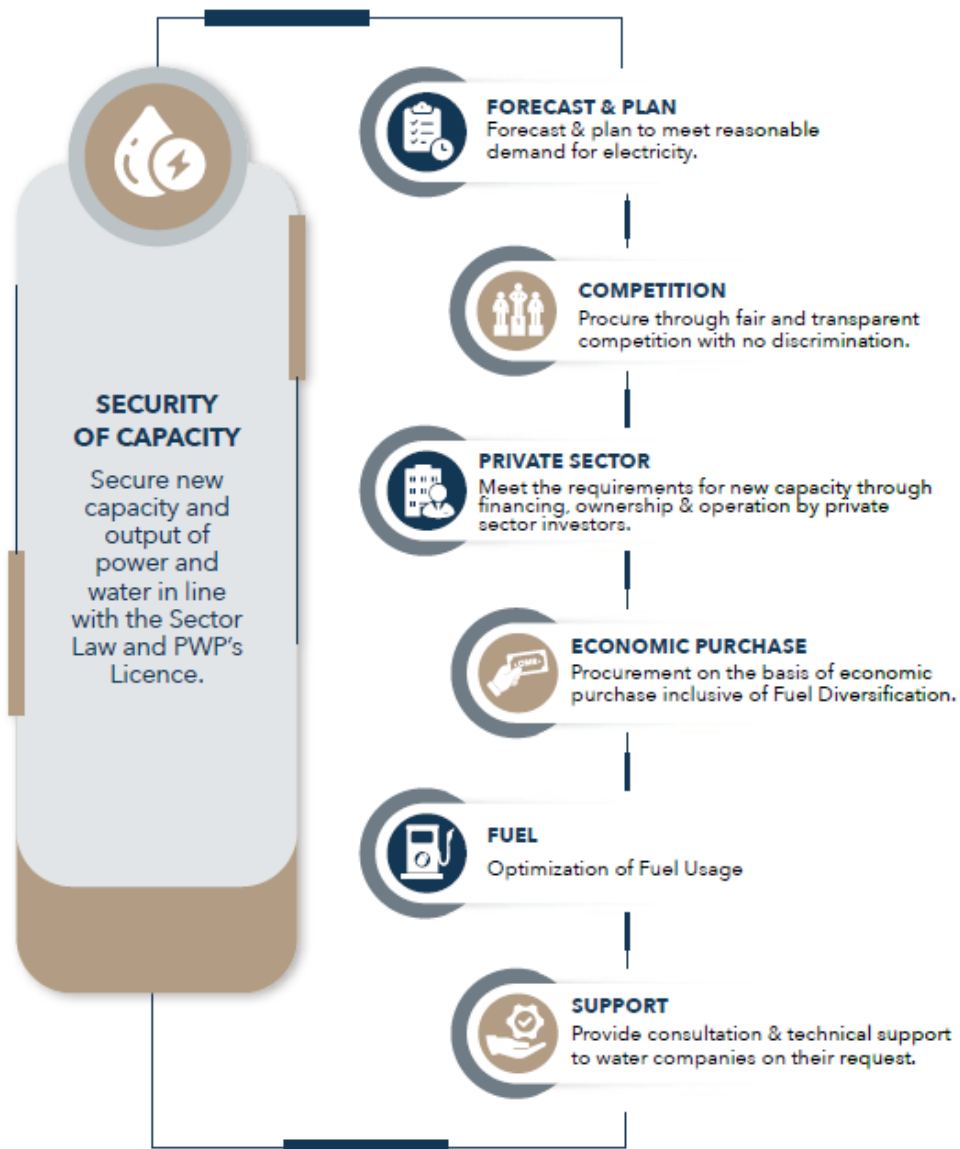 SECURITY
OF CAPACITY
Secure new
capacity and
output of
power and
water in line
with the Sector
Law and PWP's
Licence.
FORECAST & PLAN
Forecast & plan to meet reasonable
demand for electricity.
COMPETITION
Procure through fair and transparent
competition with no discrimination.
PRIVATE SECTOR
Meet the requirements for new capacity through
financing, ownership & operation by private
sector investors.
ECONOMIC PURCHASE
Procurement on the basis of economic
purchase inclusive of Fuel Diversification.
FUEL
Optimization of Fuel Usage
SUPPORT
Provide consultation & technical support
to water companies on their request.